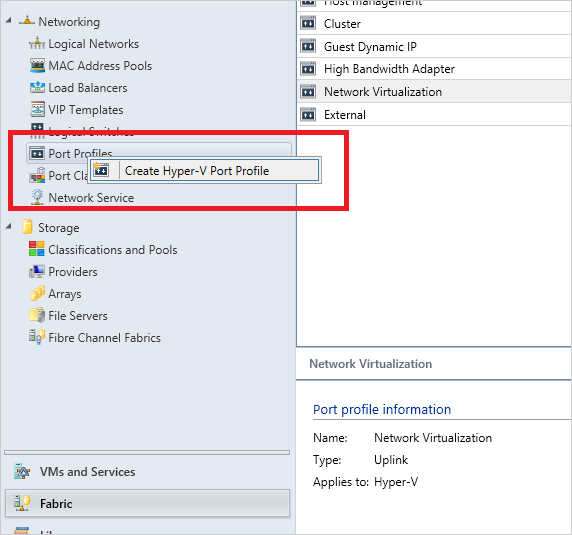 Networking
Logical Networks
MAC Address Pools
Load Balancers
VIP Templates
Logical Switches
Port Profiles
Create Hyper-V Port Profile
Port Cla
Network Service
Storage
Classifications and Pools
Providers
Arrays
File Servers
Fibre Channel Fabrics
VMs and Services
Fabric
Host management
Cluster
Guest Dynamic IP
High Bandwidth Adapter
Network Virtualization
External
Network Virtualization
Port profile information
Name: Network Virtualization
Type: Uplink
Applies to: Hyper-V